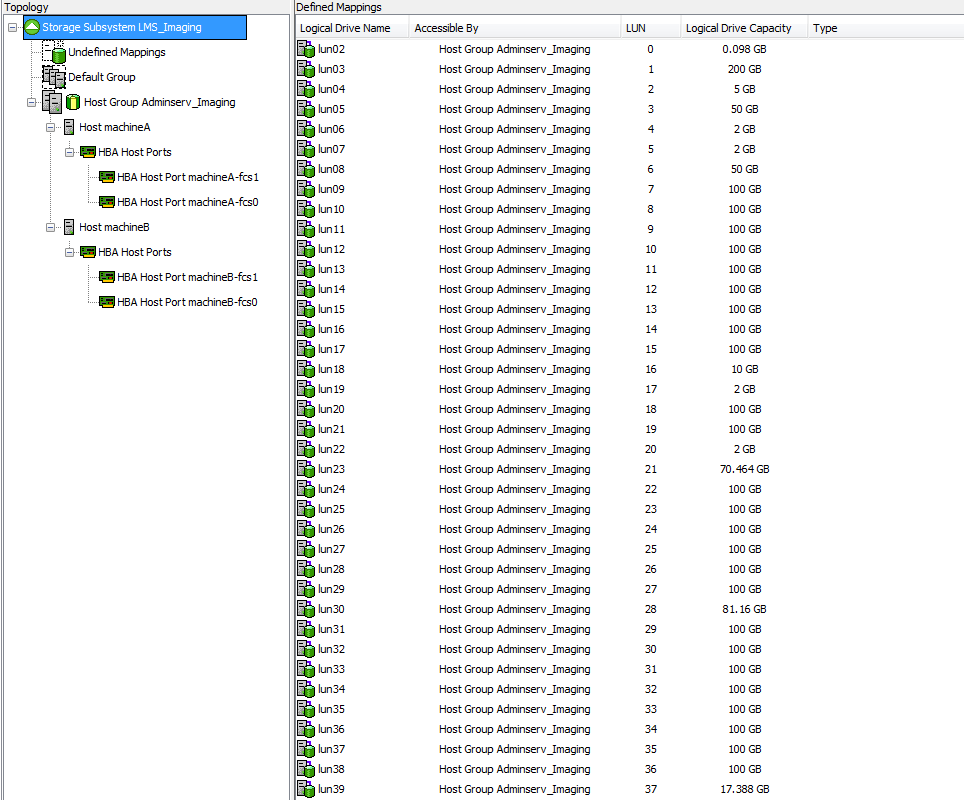 Topology
Storage Subsystem LMS_Imaging
Undefined Mappings
Default Group
Host Group Adminserv_Imaging
Host machineA
HBA Host Ports
HBA Host Port machineA-fcs1
HBA Host Port machineA-fcs0
Host machineB
HBA Host Ports
HBA Host Port machineB-fcs1
HBA Host Port machineB-fcs0
Defined Mappings
Logical Drive Name Accessible By LUN Logical Drive Capacity Type
lun02 Host Group Adminserv_Imaging 0 0.098 GB
lun03 Host Group Adminserv_Imaging 1 200 GB
lun04 Host Group Adminserv_Imaging 2 5 GB
lun05 Host Group Adminserv_Imaging 3 50 GB
lun06 Host Group Adminserv_Imaging 4 2 GB
lun07 Host Group Adminserv_Imaging 5 2 GB
lun08 Host Group Adminserv_Imaging 6 50 GB
lun09 Host Group Adminserv_Imaging 7 100 GB
lun10 Host Group Adminserv_Imaging 8 100 GB
lun11 Host Group Adminserv_Imaging 9 100 GB
lun12 Host Group Adminserv_Imaging 10 100 GB
lun13 Host Group Adminserv_Imaging 11 100 GB
lun14 Host Group Adminserv_Imaging 12 100 GB
lun15 Host Group Adminserv_Imaging 13 100 GB
lun16 Host Group Adminserv_Imaging 14 100 GB
lun17 Host Group Adminserv_Imaging 15 100 GB
lun18 Host Group Adminserv_Imaging 16 10 GB
lun19 Host Group Adminserv_Imaging 17 2 GB
lun20 Host Group Adminserv_Imaging 18 100 GB
lun21 Host Group Adminserv_Imaging 19 100 GB
lun22 Host Group Adminserv_Imaging 20 2 GB
lun23 Host Group Adminserv_Imaging 21 70.464 GB
lun24 Host Group Adminserv_Imaging 22 100 GB
lun25 Host Group Adminserv_Imaging 23 100 GB
lun26 Host Group Adminserv_Imaging 24 100 GB
lun27 Host Group Adminserv_Imaging 25 100 GB
lun28 Host Group Adminserv_Imaging 26 100 GB
lun29 Host Group Adminserv_Imaging 27 100 GB
lun30 Host Group Adminserv_Imaging 28 81.16 GB
lun31 Host Group Adminserv_Imaging 29 100 GB
lun32 Host Group Adminserv_Imaging 30 100 GB
lun33 Host Group Adminserv_Imaging 31 100 GB
lun34 Host Group Adminserv_Imaging 32 100 GB
lun35 Host Group Adminserv_Imaging 33 100 GB
lun36 Host Group Adminserv_Imaging 34 100 GB
lun37 Host Group Adminserv_Imaging 35 100 GB
lun38 Host Group Adminserv_Imaging 36 100 GB
lun39 Host Group Adminserv_Imaging 37 17.388 GB